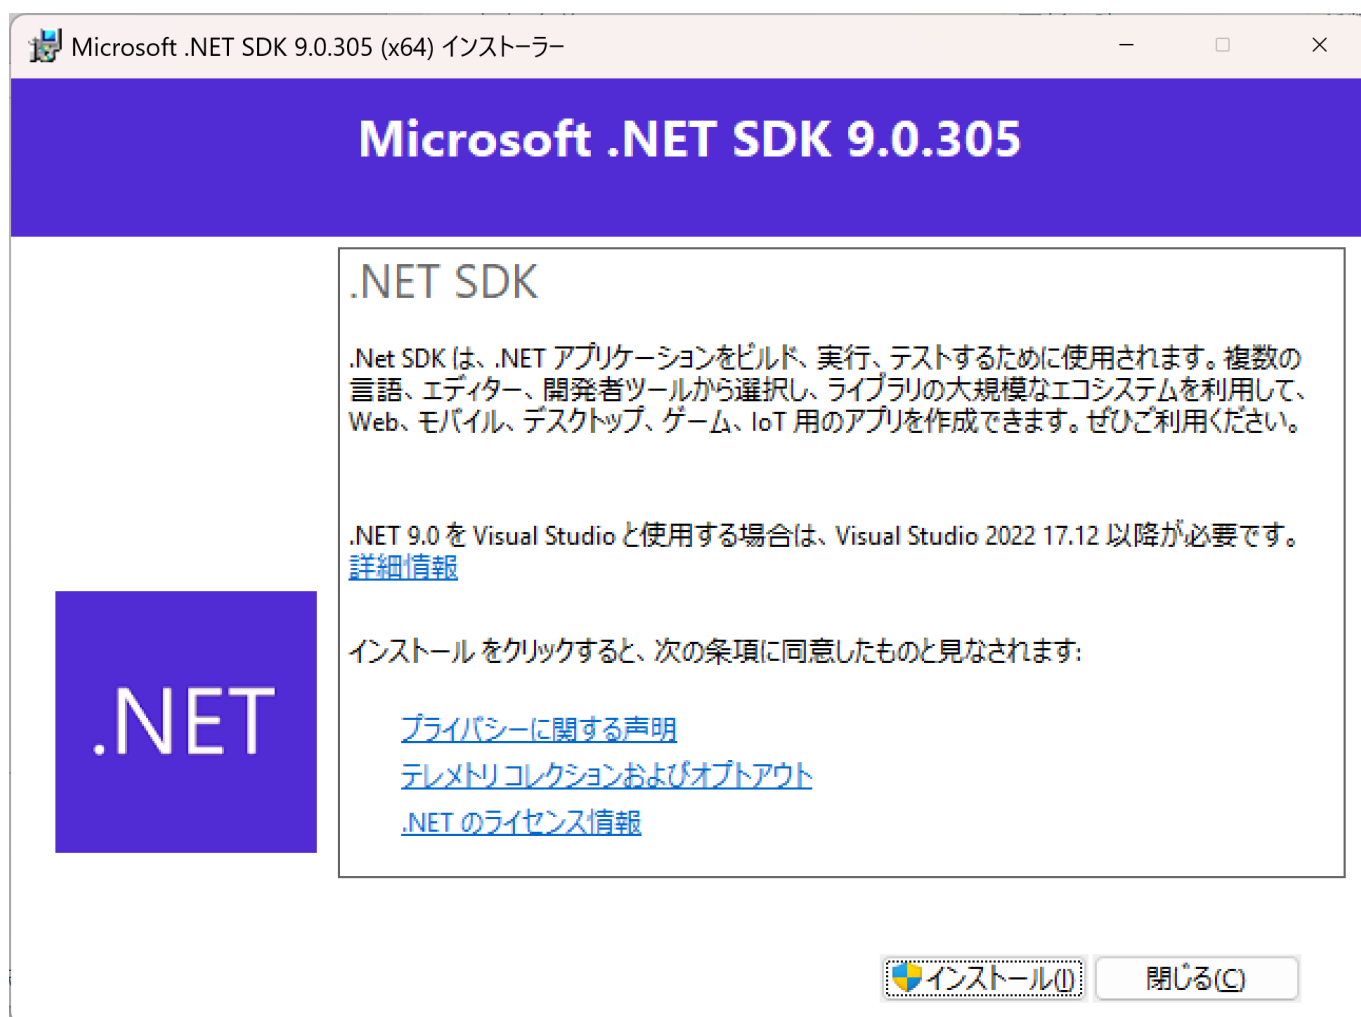 Microsoft .NET SDK 9.0.305 (x64) インストーラー
Microsoft .NET SDK 9.0.305
.NET SDK
.Net SDK は、.NET アプリケーションをビルド、実行、テストするために使用されます。複数の
言語、エディター、開発者ツールから選択し、ライブラリの大規模なエコシステムを利用して、
Web、モバイル、デスクトップ、ゲーム、IoT 用のアプリを作成できます。ぜひご利用ください。
.NET 9.0 を Visual Studio と使用する場合は、Visual Studio 2022 17.12 以降が必要です。
詳細情報
インストール をクリックすると、次の条項に同意したものと見なされます:
プライバシーに関する声明
テレメトリ コレクションおよびオプトアウト
.NET のライセンス情報
.NET
インストール(I)
閉じる(C)